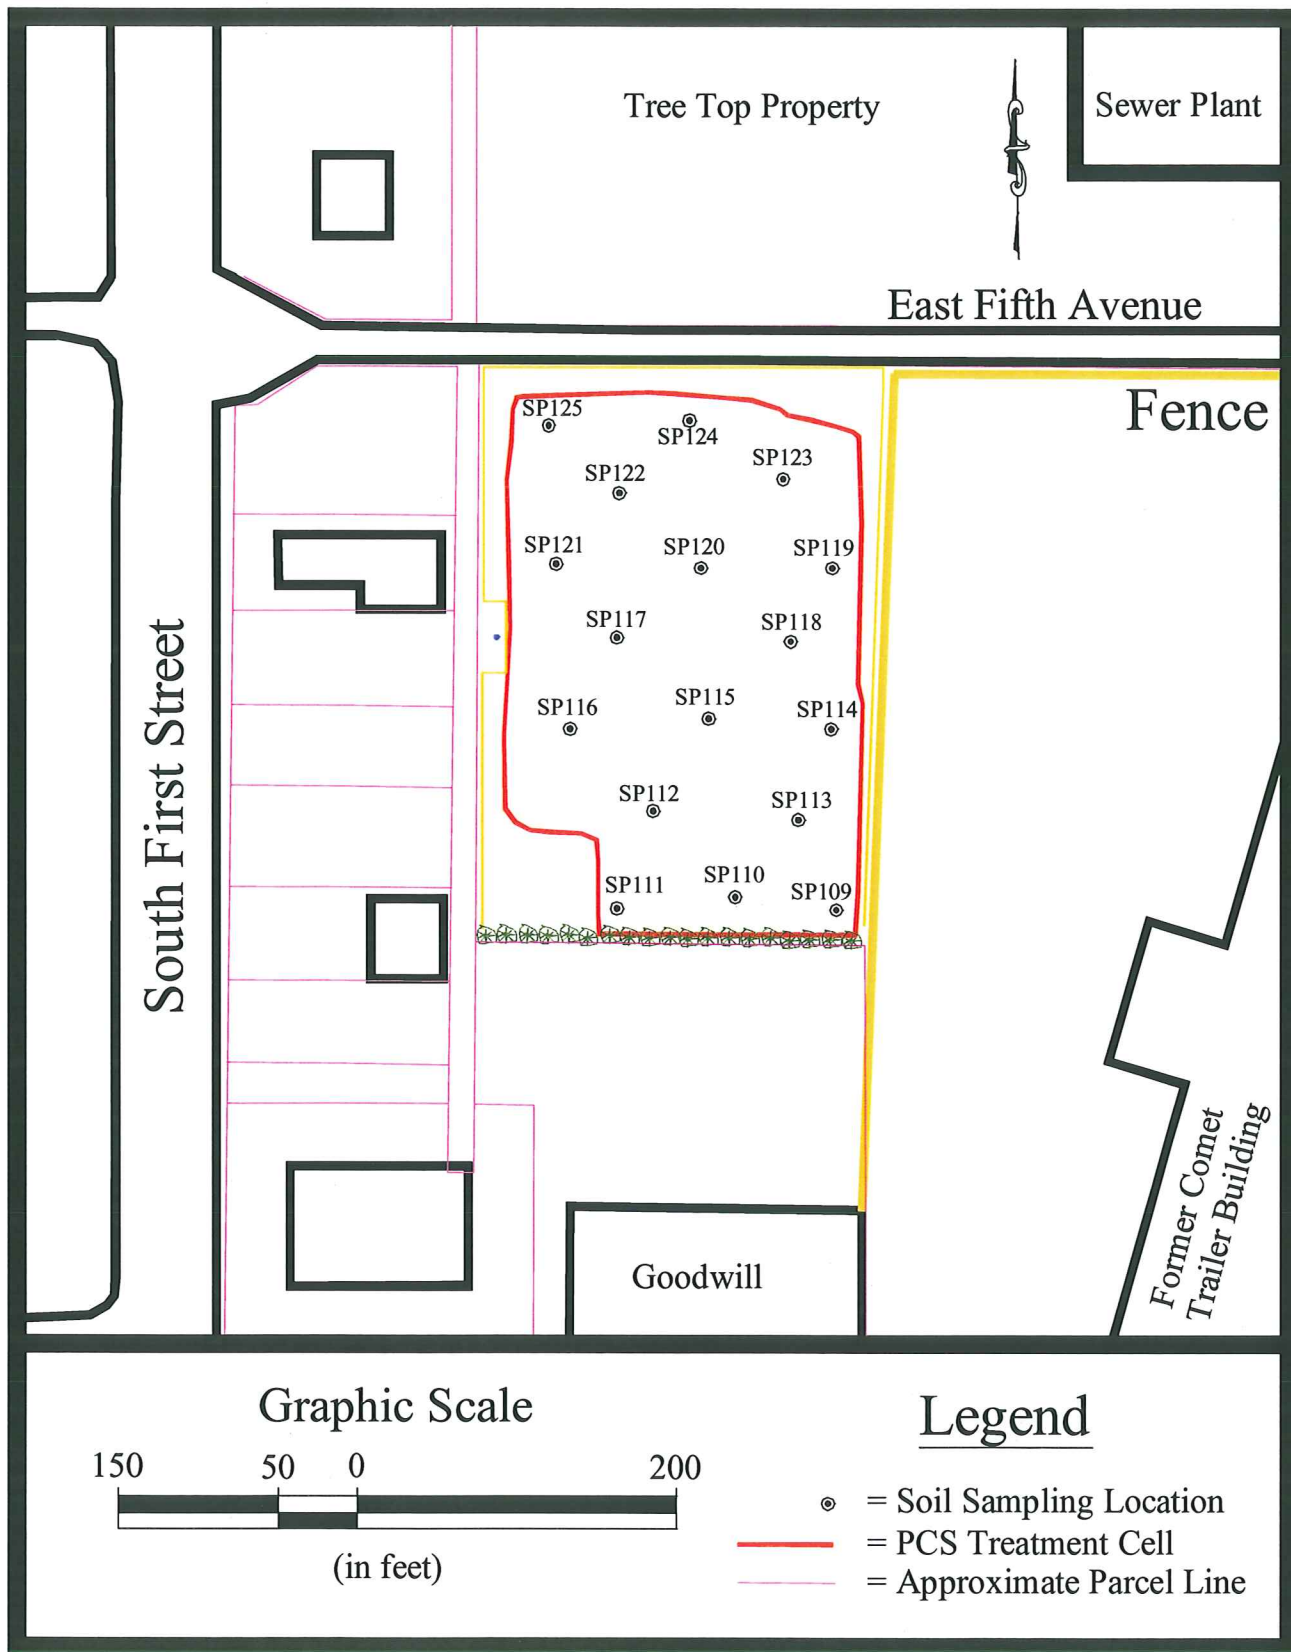 Tree Top Property
Sewer Plant
East Fifth Avenue
Fence
SP125
SP124
SP123
SP122
SP121
SP120
SP119
SP117
SP118
SP116
SP115
SP114
SP112
SP113
SP111
SP110
SP109
South First Street
Former Comet
Trailer Building
Goodwill
Graphic Scale
150 50 0 200
(in feet)
Legend
= Soil Sampling Location
= PCS Treatment Cell
= Approximate Parcel Line